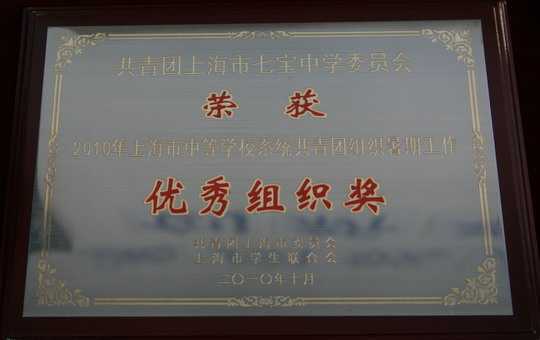 共青团上海市七宝中学委员会
荣获
2010年上海市中等学校系统共青团组织暑期工作
优秀组织奖
共青团上海市委员会
上海市学生联合会
二〇一〇年十月